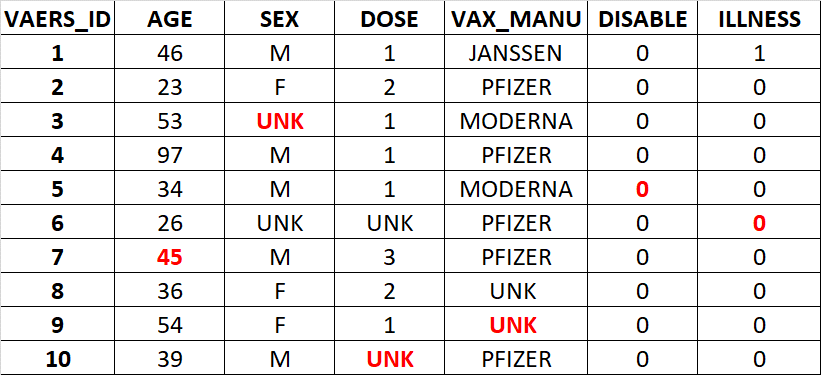 VAERS_ID AGE SEX DOSE VAX_MANU DISABLE ILLNESS
1 46 M 1 JANSSEN 0 1
2 23 F 2 PFIZER 0 0
3 53 UNK 1 MODERNA 0 0
4 97 M 1 PFIZER 0 0
5 34 M 1 MODERNA 0 0
6 26 UNK UNK PFIZER 0 0
7 45 M 3 PFIZER 0 0
8 36 F 2 UNK 0 0
9 54 F 1 UNK 0 0
10 39 M UNK PFIZER 0 0